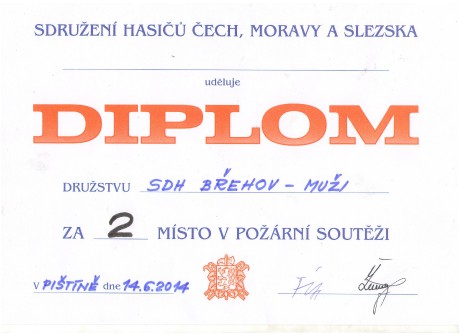 SDRUŽENÍ HASIČŮ ČECH, MORAVY A SLEZSKA
uděluje
DIPLOM
DRUŽSTVU SDH BŘEHOV - MUŽI
ZA 2 MÍSTO V POŽÁRNÍ SOUTĚŽI
v PIŠTÍNĚ dne 14.6.2014